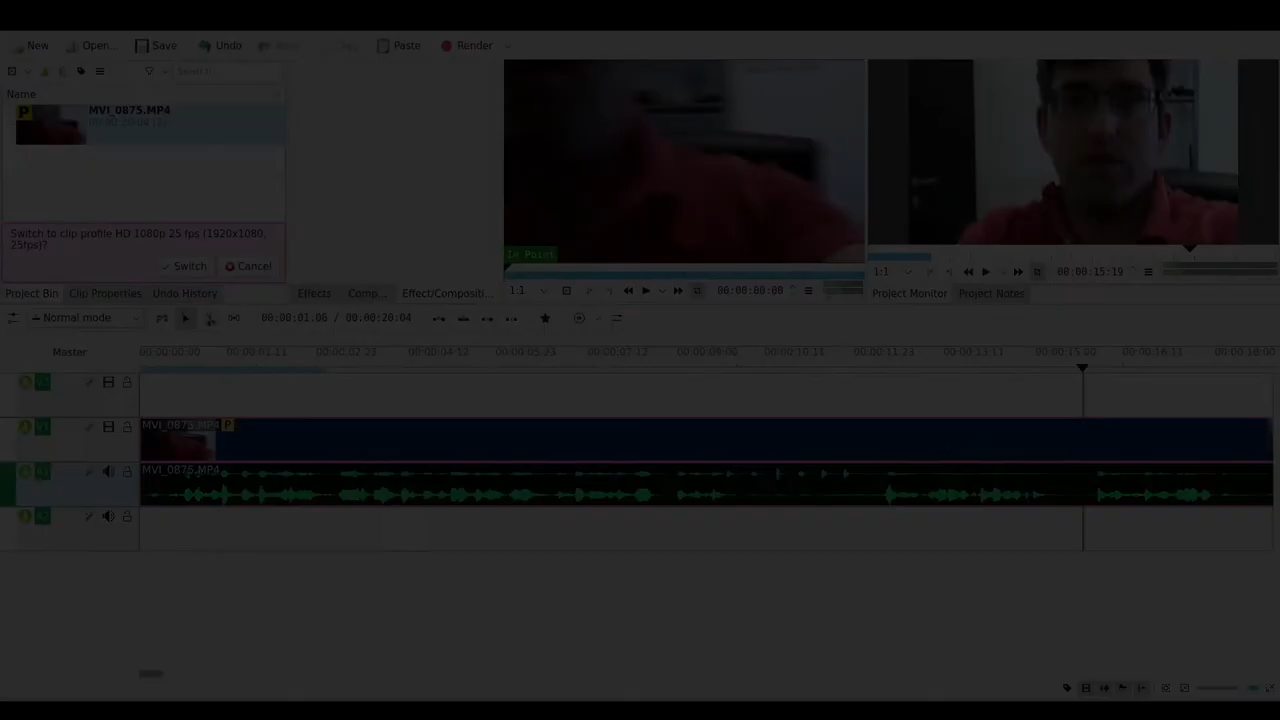 New Open... Save Undo Paste Render
Search...
Name
MVI_0875.MP4
Switch to clip profile HD 1080p 25 fps (1920x1080,
25fps)?
Switch Cancel
In Point
1:1 00:00:00:00
1:1 00:00:15:19
Project Bin Clip Properties Undo History Effects Comp... Effect/Compositi... Project Monitor Project Notes
Normal mode 00:00:01:06 / 00:00:20:04
Master 00:00:00:00 00:00:01:11 00:00:02:23 00:00:04:12 00:00:05:23 00:00:07:12 00:00:09:00 00:00:10:14 00:00:11:23 00:00:13:11 00:00:15:00 00:00:16:11 00:00:18:00
MVI_0875.MP4 P
MVI_0875.MP4